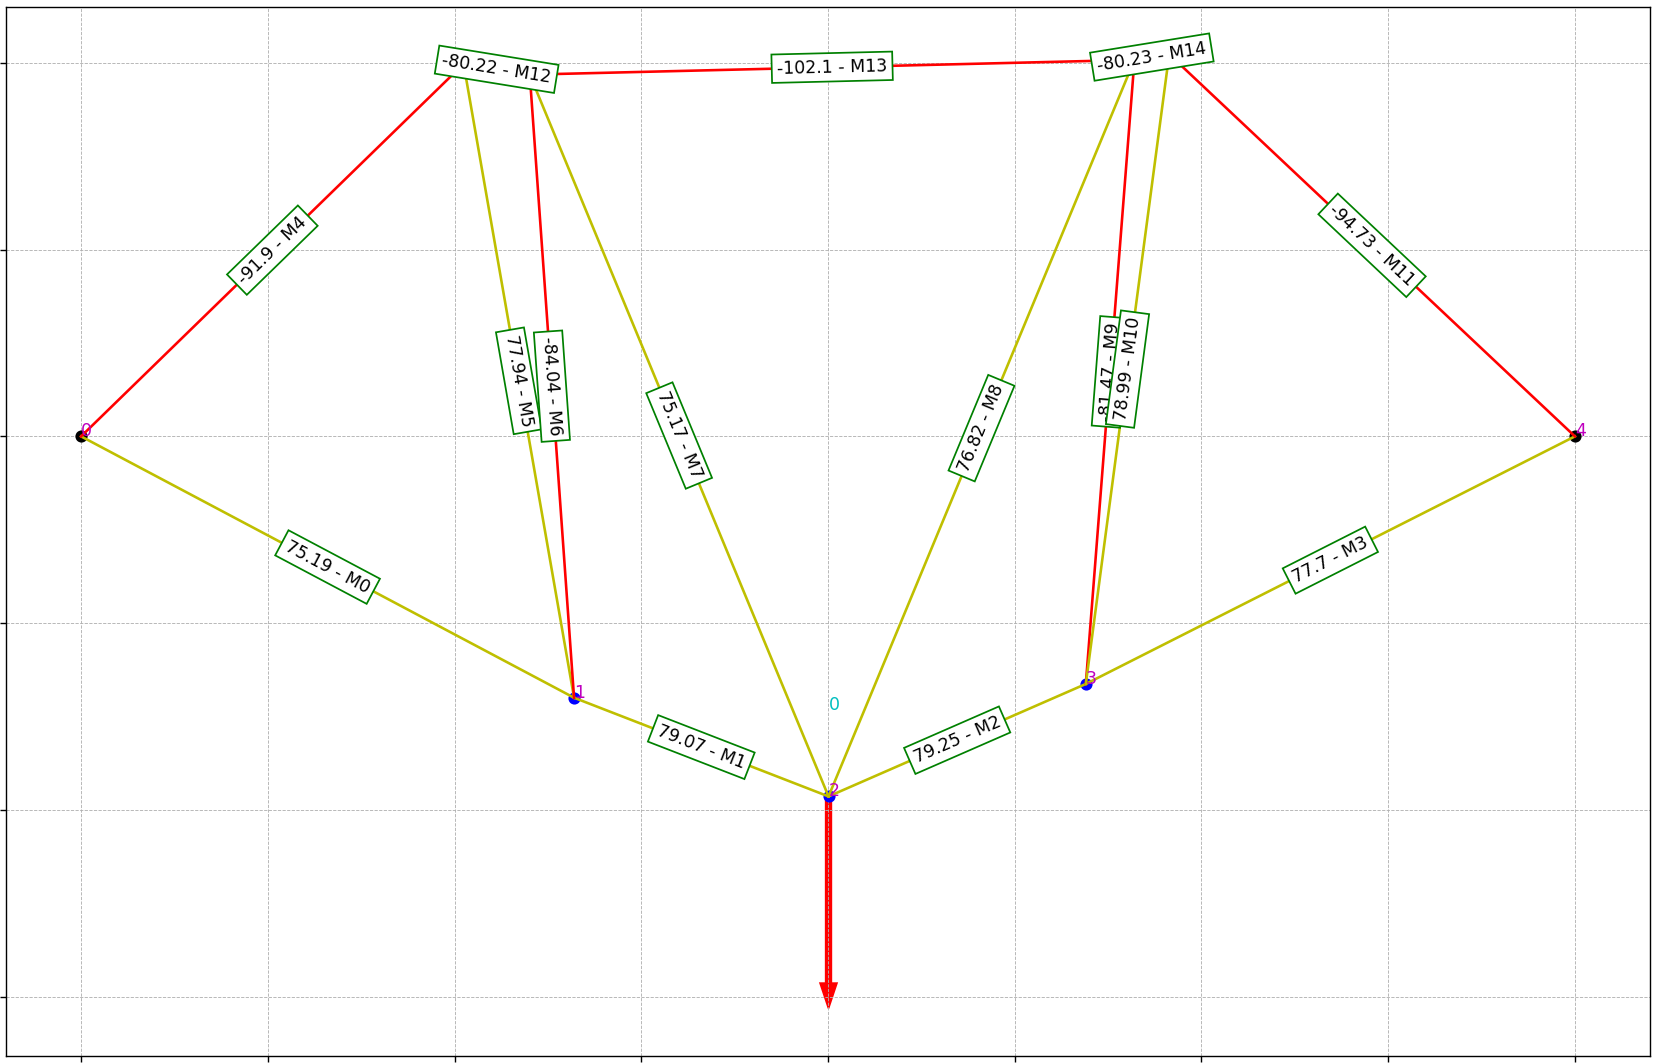 -80.22 - M12
-102.1 - M13
-80.23 - M14
-91.9 - M4
-94.73 - M11
77.94 - M5
-84.04 - M6
75.17 - M7
76.82 - M8
81.47 - M9
78.99 - M10
0
4
75.19 - M0
77.7 - M3
1
3
0
79.07 - M1
79.25 - M2
2